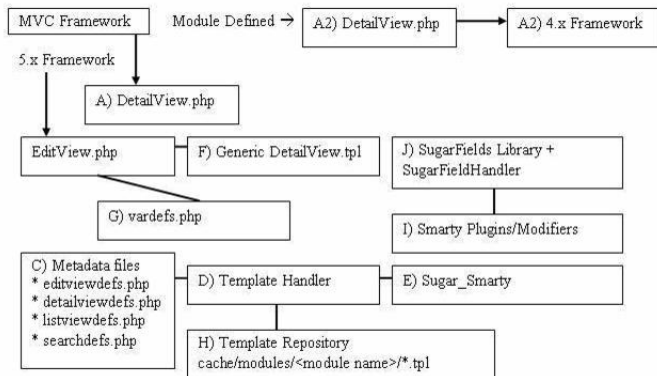 MVC Framework
Module Defined →
A2) DetailView.php
A2) 4.x Framework
5.x Framework
A) DetailView.php
EditView.php
F) Generic DetailView.tpl
J) SugarFields Library +
SugarFieldHandler
G) vardefs.php
I) Smarty Plugins/Modifiers
C) Metadata files
* editviewdefs.php
* detailviewdefs.php
* listviewdefs.php
* searchdefs.php
D) Template Handler
E) Sugar_Smarty
H) Template Repository
cache/modules/<module name>/*.tpl